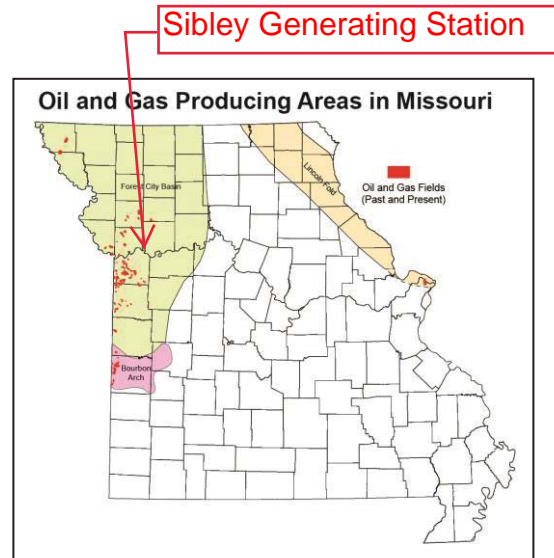 Sibley Generating Station
Oil and Gas Producing Areas in Missouri
Forest City Basin
Lincoln Fold
Oil and Gas Fields
(Past and Present)
Bourbon
Arch